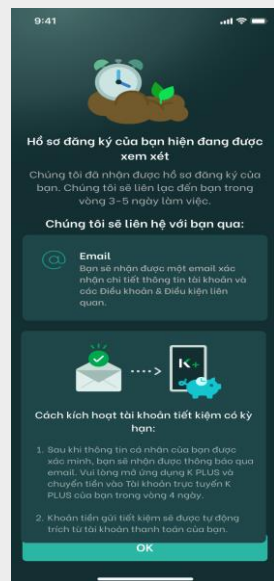 9:41
Hồ sơ đăng ký của bạn hiện đang được
xem xét
Chúng tôi đã nhận được hồ sơ đăng ký của
bạn. Chúng tôi sẽ liên lạc đến bạn trong
vòng 3-5 ngày làm việc.
Chúng tôi sẽ liên hệ với bạn qua:
@ Email
Bạn sẽ nhận được một email xác
nhận chi tiết thông tin tài khoản và
các Điều khoản & Điều kiện liên
quan.
K+
Cách kích hoạt tài khoản tiết kiệm có kỳ
hạn:
1. Sau khi thông tin cá nhân của bạn được
xác minh, bạn sẽ nhận được thông báo qua
email. Vui lòng mở ứng dụng K PLUS và
chuyển tiền vào Tài khoản trực tuyến K
PLUS của bạn trong vòng 4 ngày.
2. Khoản tiền gửi tiết kiệm sẽ được tự động
trích từ tài khoản thanh toán của bạn.
OK